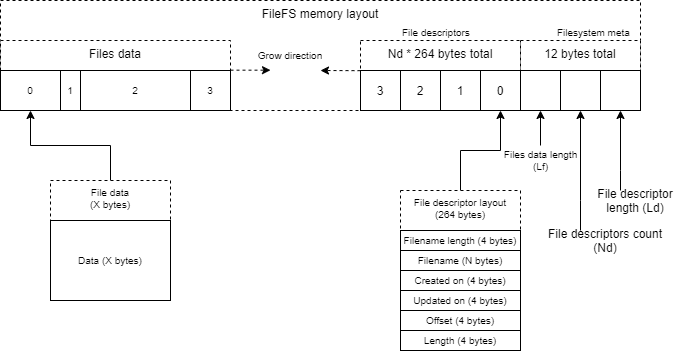 FileFS memory layout
File descriptors
Filesystem meta
Files data
Grow direction
Nd * 264 bytes total
12 bytes total
0 1 2 3
3 2 1 0
Files data length
(Lf)
File data
(X bytes)
Data (X bytes)
File descriptor layout
(264 bytes)
Filename length (4 bytes)
Filename (N bytes)
Created on (4 bytes)
Updated on (4 bytes)
Offset (4 bytes)
Length (4 bytes)
File descriptor
length (Ld)
File descriptors count
(Nd)